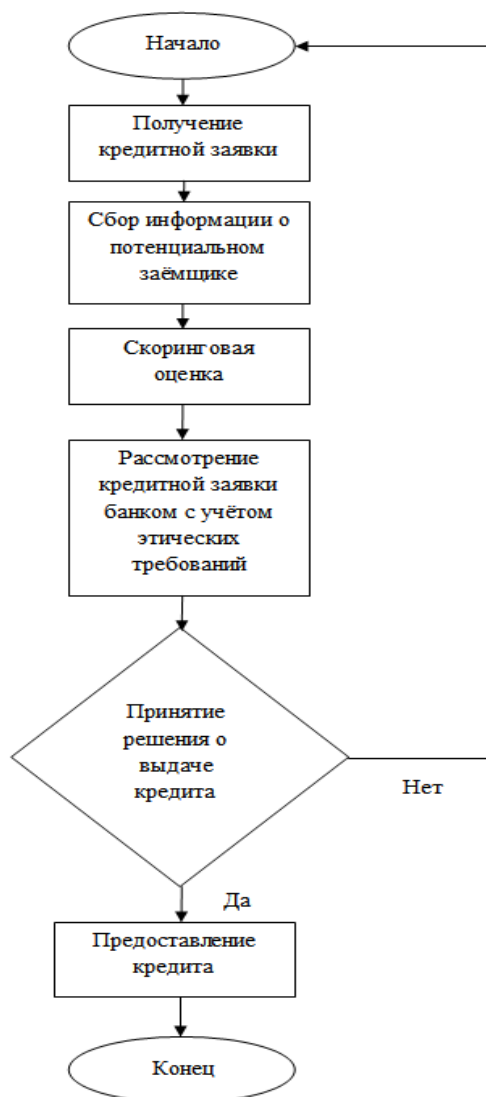 Начало
Получение
кредитной заявки
Сбор информации о
потенциальном
заёмщике
Скоринговая
оценка
Рассмотрение
кредитной заявки
банком с учётом
этических
требований
Принятие
решения о
выдаче
кредита
Нет
Да
Предоставление
кредита
Конец